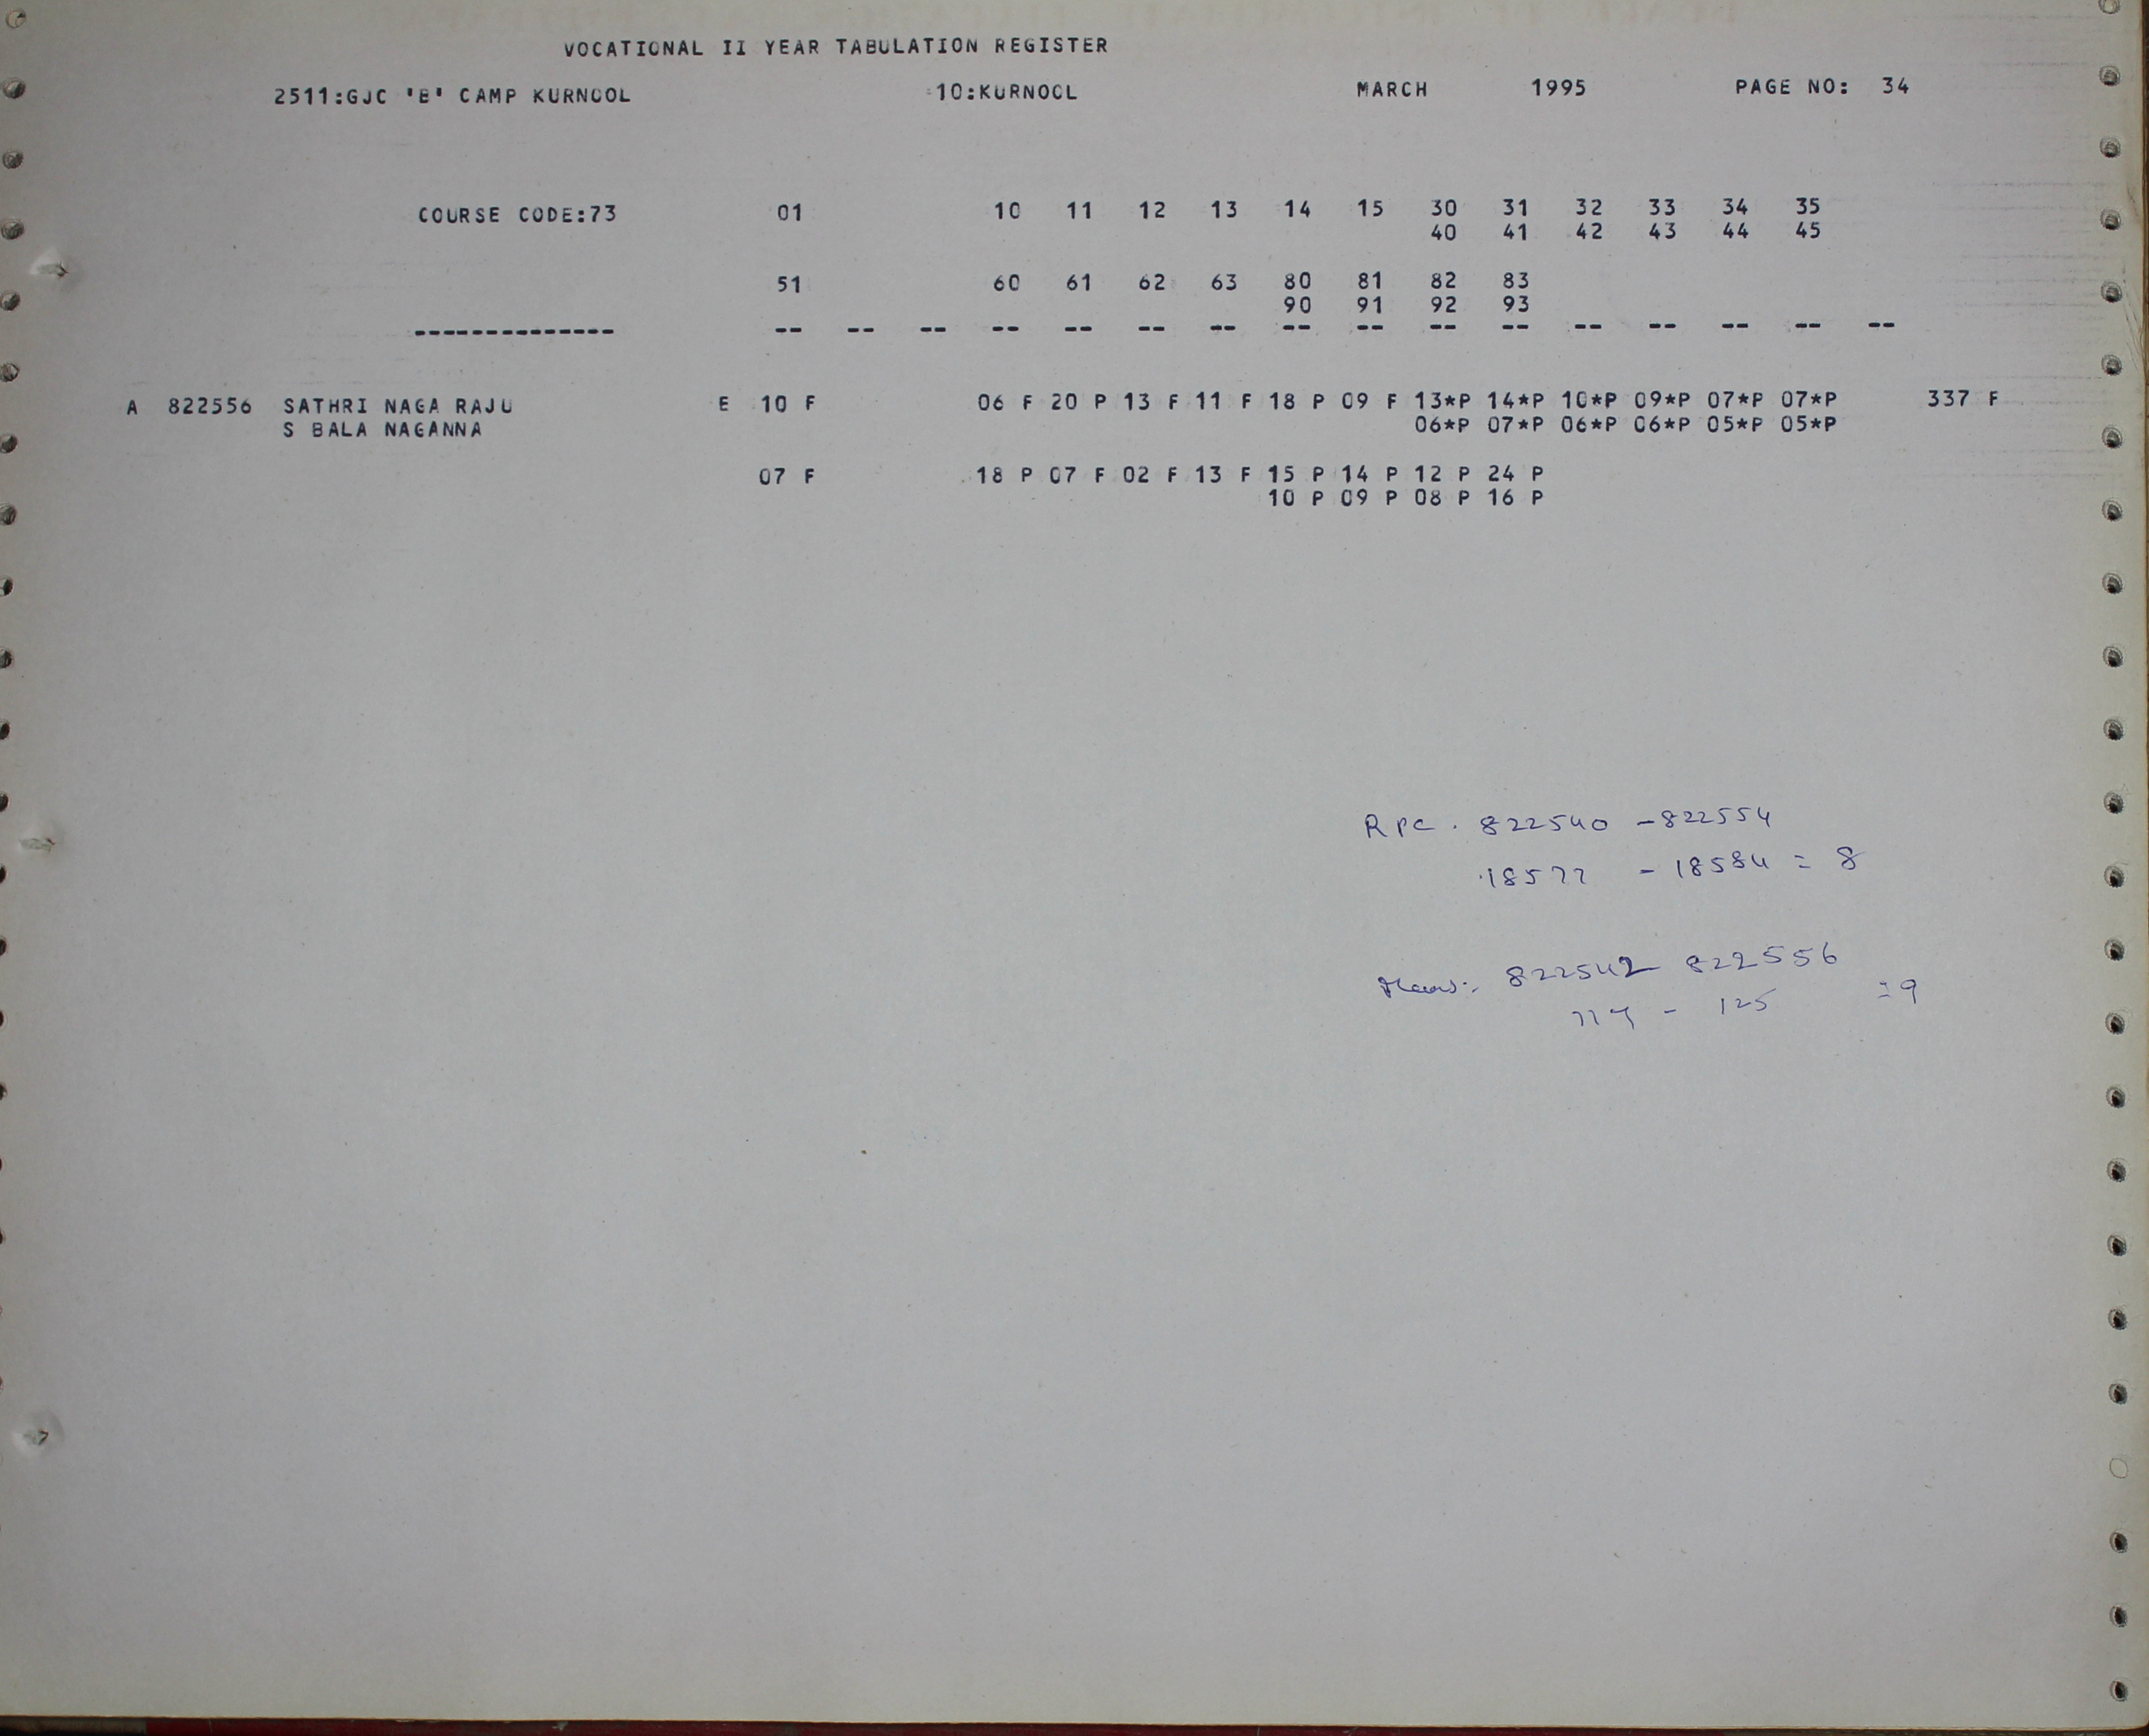 VOCATIONAL II YEAR TABULATION REGISTER
2511:GJC 'B' CAMP KURNOOL 10:KURNOOL MARCH 1995 PAGE NO: 34
COURSE CODE:73 01 10 11 12 13 14 15 30 31 32 33 34 35
40 41 42 43 44 45
51 60 61 62 63 80 81 82 83
90 91 92 93
-------------- -- -- -- -- -- -- -- -- -- -- -- -- -- -- -- --
A 822556 SATHRI NAGA RAJU E 10 F 06 F 20 P 13 F 11 F 18 P 09 F 13*P 14*P 10*P 09*P 07*P 07*P 337 F
S BALA NAGANNA 06*P 07*P 06*P 06*P 05*P 05*P
07 F 18 P 07 F 02 F 13 F 15 P 14 P 12 P 24 P
10 P 09 P 08 P 16 P
RPC . 822540 - 822554
18577 - 18584 = 8
822542 822556
117 - 125 = 9